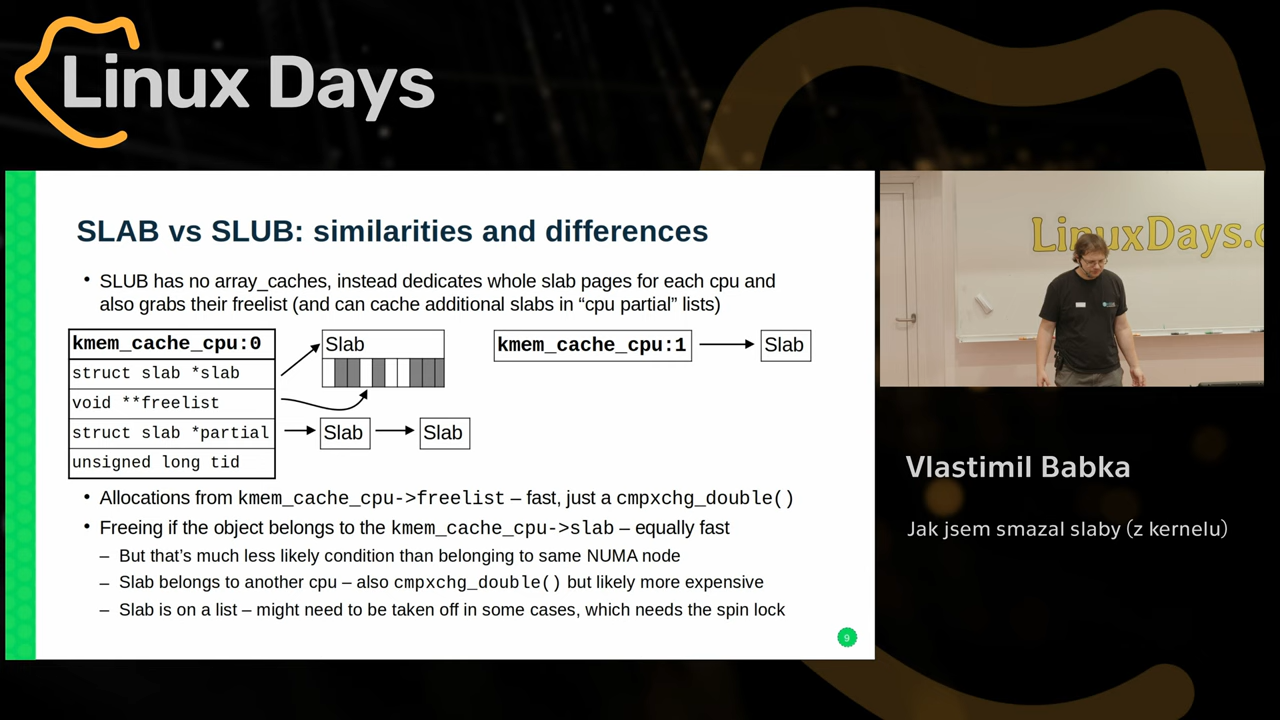 Linux Days
SLAB vs SLUB: similarities and differences
• SLUB has no array_caches, instead dedicates whole slab pages for each cpu and
also grabs their freelist (and can cache additional slabs in “cpu partial” lists)
kmem_cache_cpu:0
struct slab *slab
void **freelist
struct slab *partial
unsigned long tid
Slab
Slab
Slab
kmem_cache_cpu:1
Slab
• Allocations from kmem_cache_cpu->freelist – fast, just a cmpxchg_double()
• Freeing if the object belongs to the kmem_cache_cpu->slab – equally fast
– But that’s much less likely condition than belonging to same NUMA node
– Slab belongs to another cpu – also cmpxchg_double() but likely more expensive
– Slab is on a list – might need to be taken off in some cases, which needs the spin lock
9
LinuxDays.c
Vlastimil Babka
Jak jsem smazal slaby (z kernelu)